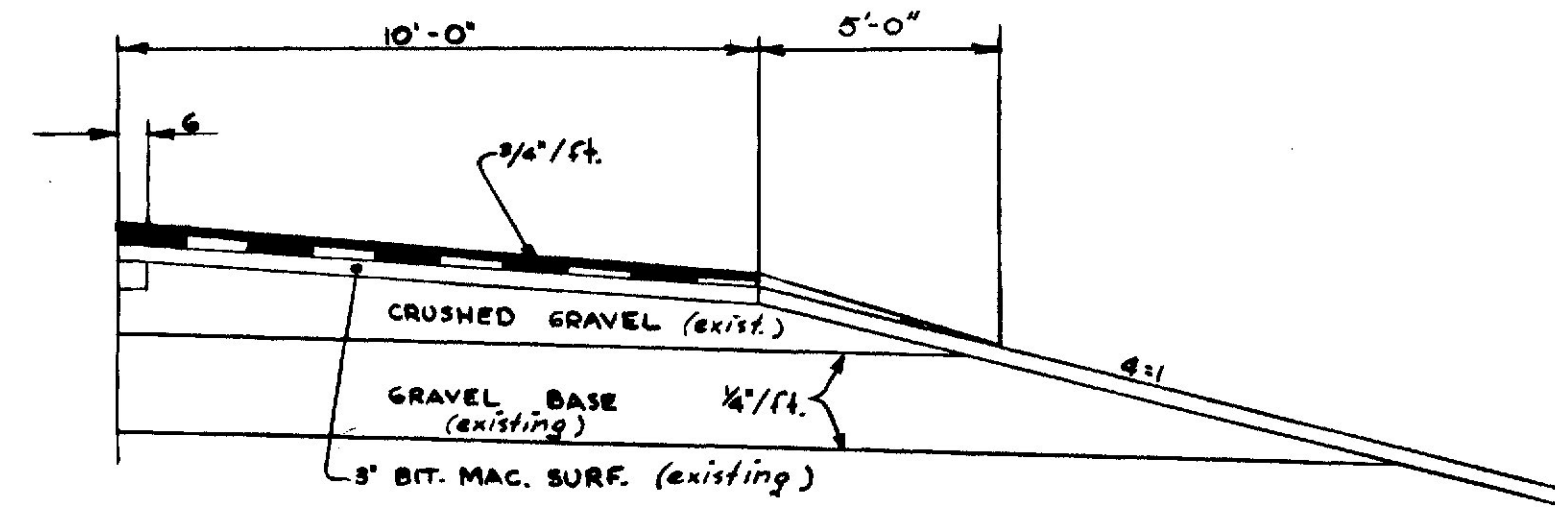 10'-0"
5'-0"
6
3/4"/ft.
CRUSHED GRAVEL (exist.)
4:1
GRAVEL BASE
(existing)
1/4"/ft.
3" BIT. MAC. SURF. (existing)